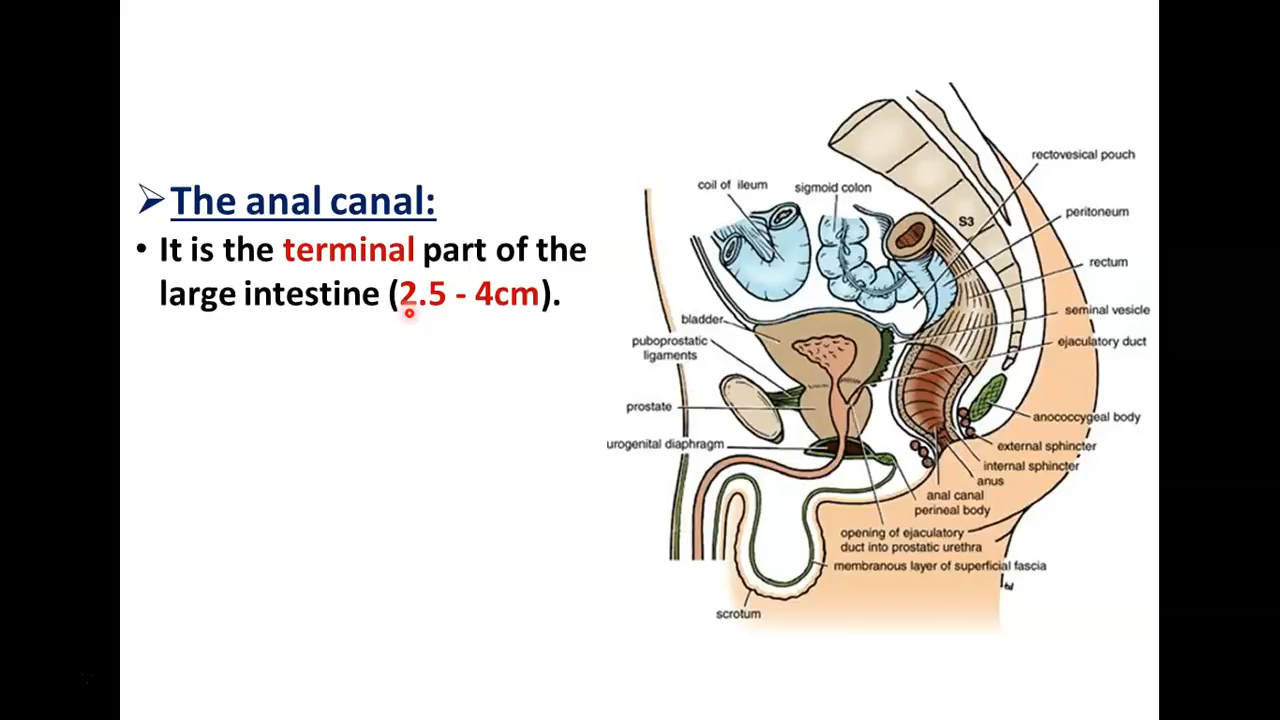 ➢ The anal canal:
• It is the terminal part of the
large intestine (2.5 - 4cm).
rectovesical pouch
coil of ileum
sigmoid colon
S3
peritoneum
rectum
seminal vesicle
bladder
puboprostatic
ligaments
ejaculatory duct
prostate
anococcygeal body
urogenital diaphragm
external sphincter
internal sphincter
anus
anal canal
perineal body
opening of ejaculatory
duct into prostatic urethra
membranous layer of superficial fascia
scrotum